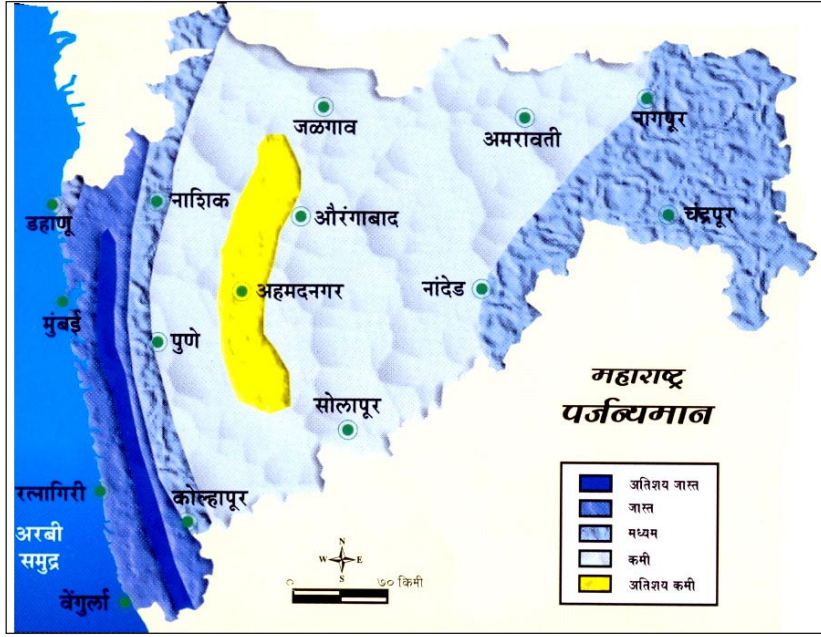 जळगाव
अमरावती
नागपूर
डहाणू
नाशिक
औरंगाबाद
चंद्रपूर
मुंबई
अहमदनगर
नांदेड
पुणे
महाराष्ट्र
पर्जन्यमान
सोलापूर
रत्नागिरी
कोल्हापूर
अरबी
समुद्र
वेंगुर्ला
N
W
E
S
० ७० किमी
अतिशय जास्त
जास्त
मध्यम
कमी
अतिशय कमी